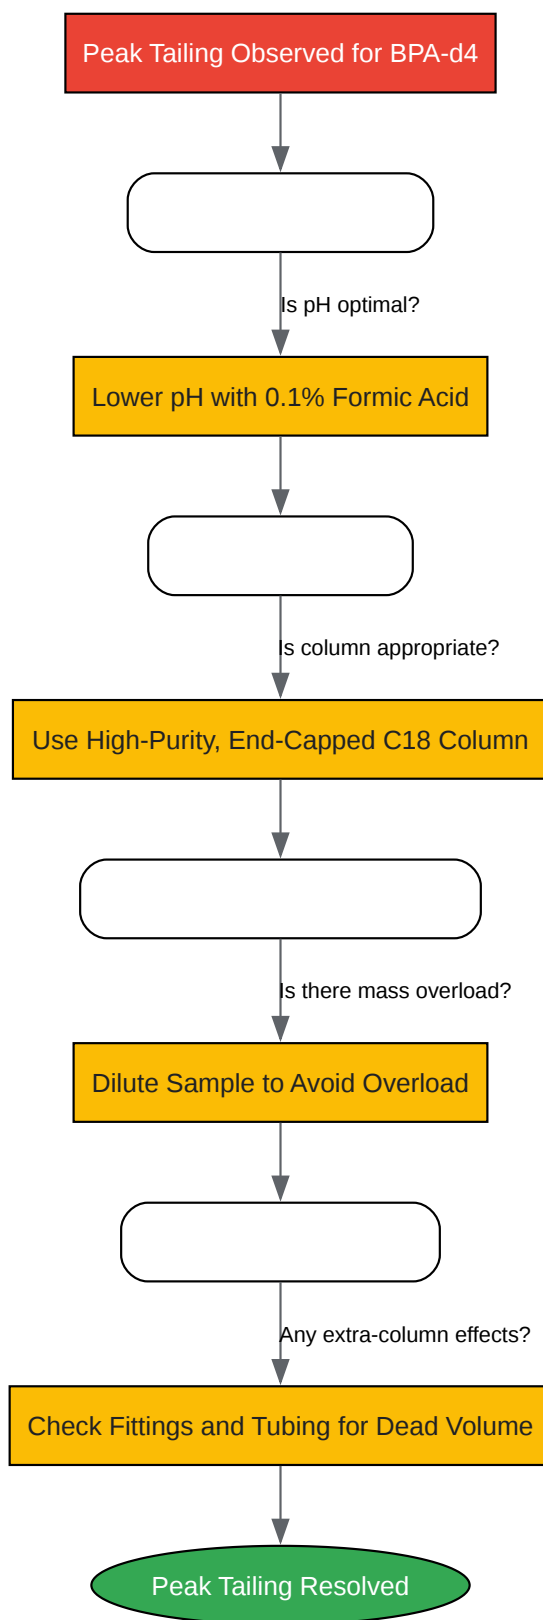 Peak Tailing Observed for BPA-d4
Is pH optimal?
Lower pH with 0.1% Formic Acid
Is column appropriate?
Use High-Purity, End-Capped C18 Column
Is there mass overload?
Dilute Sample to Avoid Overload
Any extra-column effects?
Check Fittings and Tubing for Dead Volume
Peak Tailing Resolved